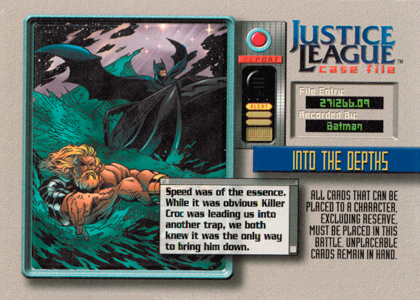 JUSTICE
LEAGUE™
case file
REPORT
ALERT
File Entry:
271266.09
Recorded By:
Batman
INTO THE DEPTHS
Speed was of the essence.
While it was obvious Killer
Croc was leading us into
another trap, we both
knew it was the only way
to bring him down.
ALL CARDS THAT CAN BE
PLACED TO A CHARACTER,
EXCLUDING RESERVE,
MUST BE PLACED IN THIS
BATTLE. UNPLACEABLE
CARDS REMAIN IN HAND.